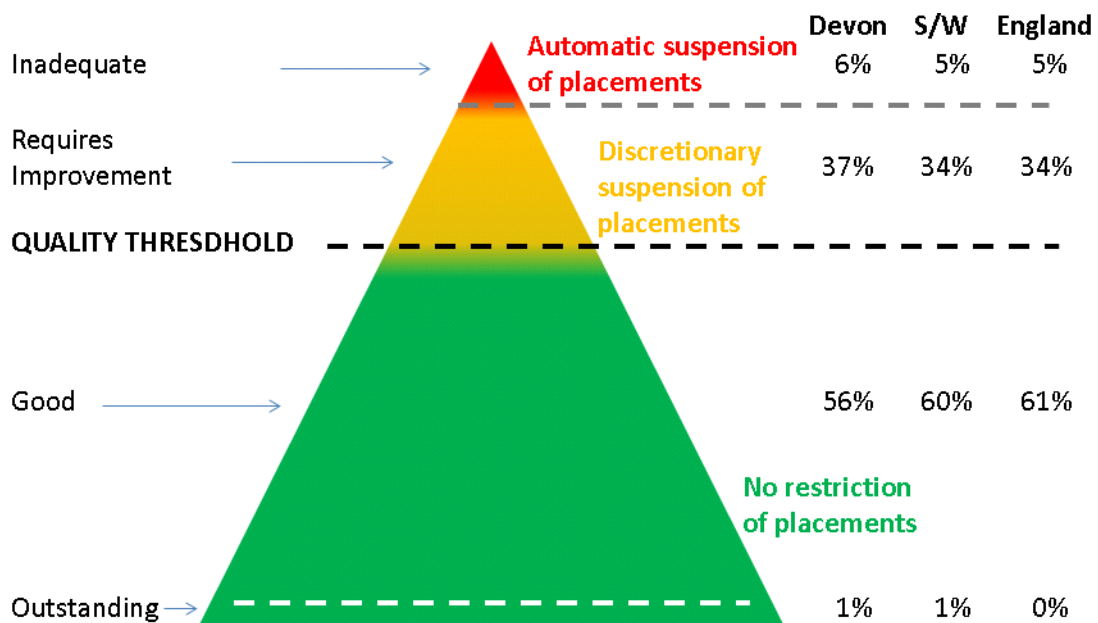 Devon S/W England
Inadequate
Automatic suspension
of placements
6% 5% 5%
Requires
Improvement
Discretionary
suspension of
placements
37% 34% 34%
QUALITY THRESDHOLD
Good
56% 60% 61%
No restriction
of placements
Outstanding
1% 1% 0%